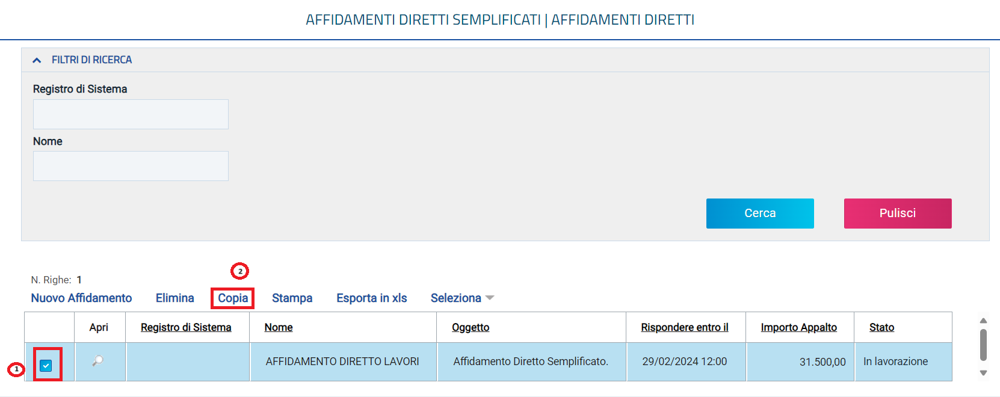 AFFIDAMENTI DIRETTI SEMPLIFICATI | AFFIDAMENTI DIRETTI
FILTRI DI RICERCA
Registro di Sistema
Nome
Cerca Pulisci
2
N. Righe: 1
Nuovo Affidamento Elimina Copia Stampa Esporta in xls Seleziona
Apri Registro di Sistema Nome Oggetto Rispondere entro il Importo Appalto Stato
1 AFFIDAMENTO DIRETTO LAVORI Affidamento Diretto Semplificato. 29/02/2024 12:00 31.500,00 In lavorazione